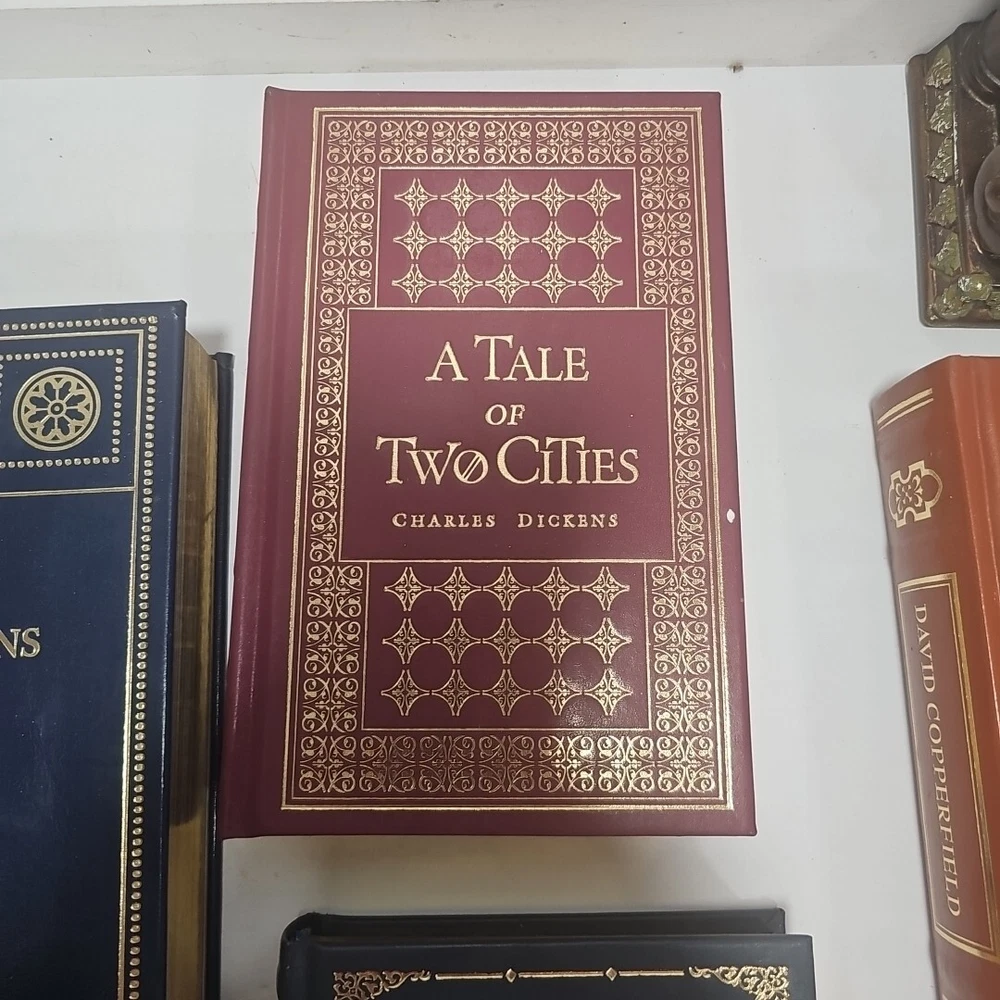 A TALE
OF
TWO CITIES
CHARLES DICKENS
NS
DAVID COPPERFIELD